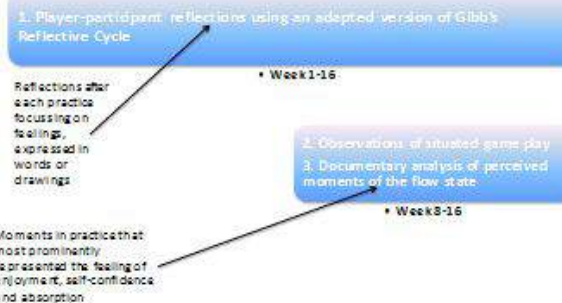 1. Player-participant reflections using an adapted version of Gibb's
Reflective Cycle
• Week 1-16
Reflections after
each practice
focussing on
feelings,
expressed in
words or
drawings
2. Observations of situated game play
3. Documentary analysis of perceived
moments of the flow state
• Week 8-16
Moments in practice that
most prominently
represented the feeling of
enjoyment, self-confidence
and absorption